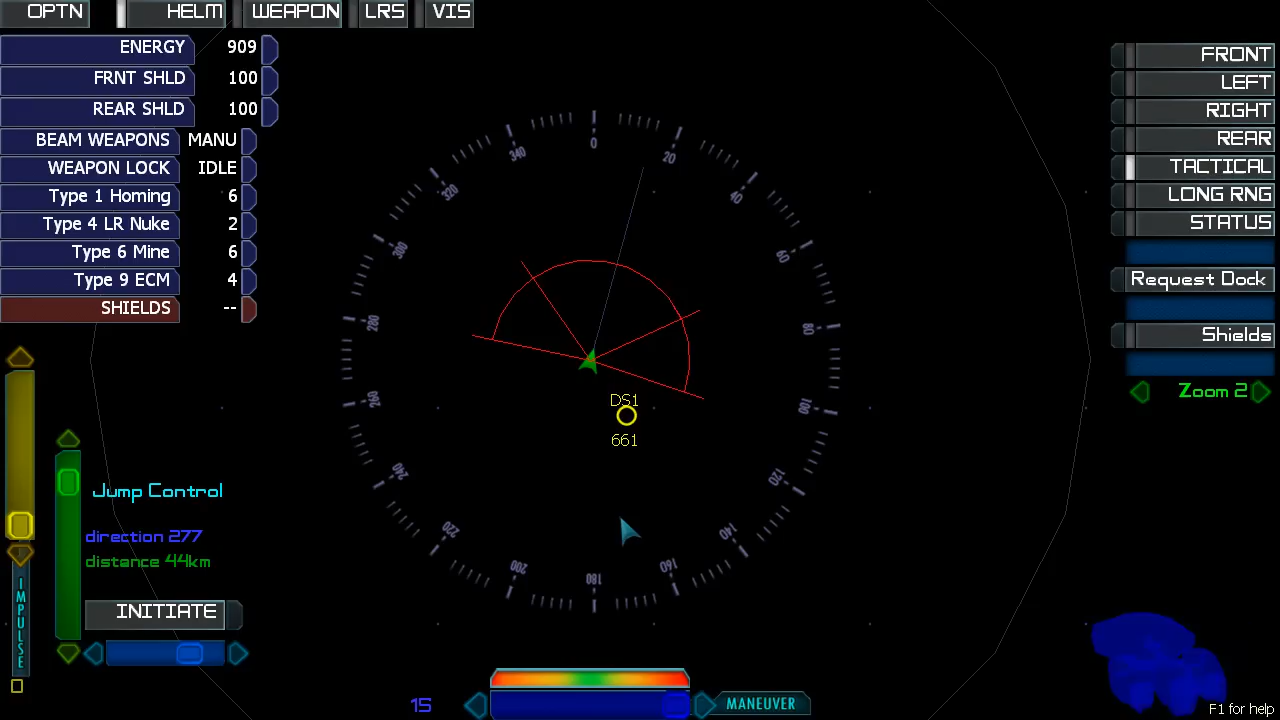 OPTN HELM WEAPON LRS VIS
ENERGY 909
FRNT SHLD 100
REAR SHLD 100
BEAM WEAPONS MANU
WEAPON LOCK IDLE
Type 1 Homing 6
Type 4 LR Nuke 2
Type 6 Mine 6
Type 9 ECM 4
SHIELDS --
FRONT
LEFT
RIGHT
REAR
TACTICAL
LONG RNG
STATUS
Request Dock
Shields
Zoom 2
0
20
40
60
80
100
120
140
160
180
200
220
240
260
280
300
320
340
DS1
661
Jump Control
direction 277
distance 44km
INITIATE
IMPULSE
15
MANEUVER
F1 for help